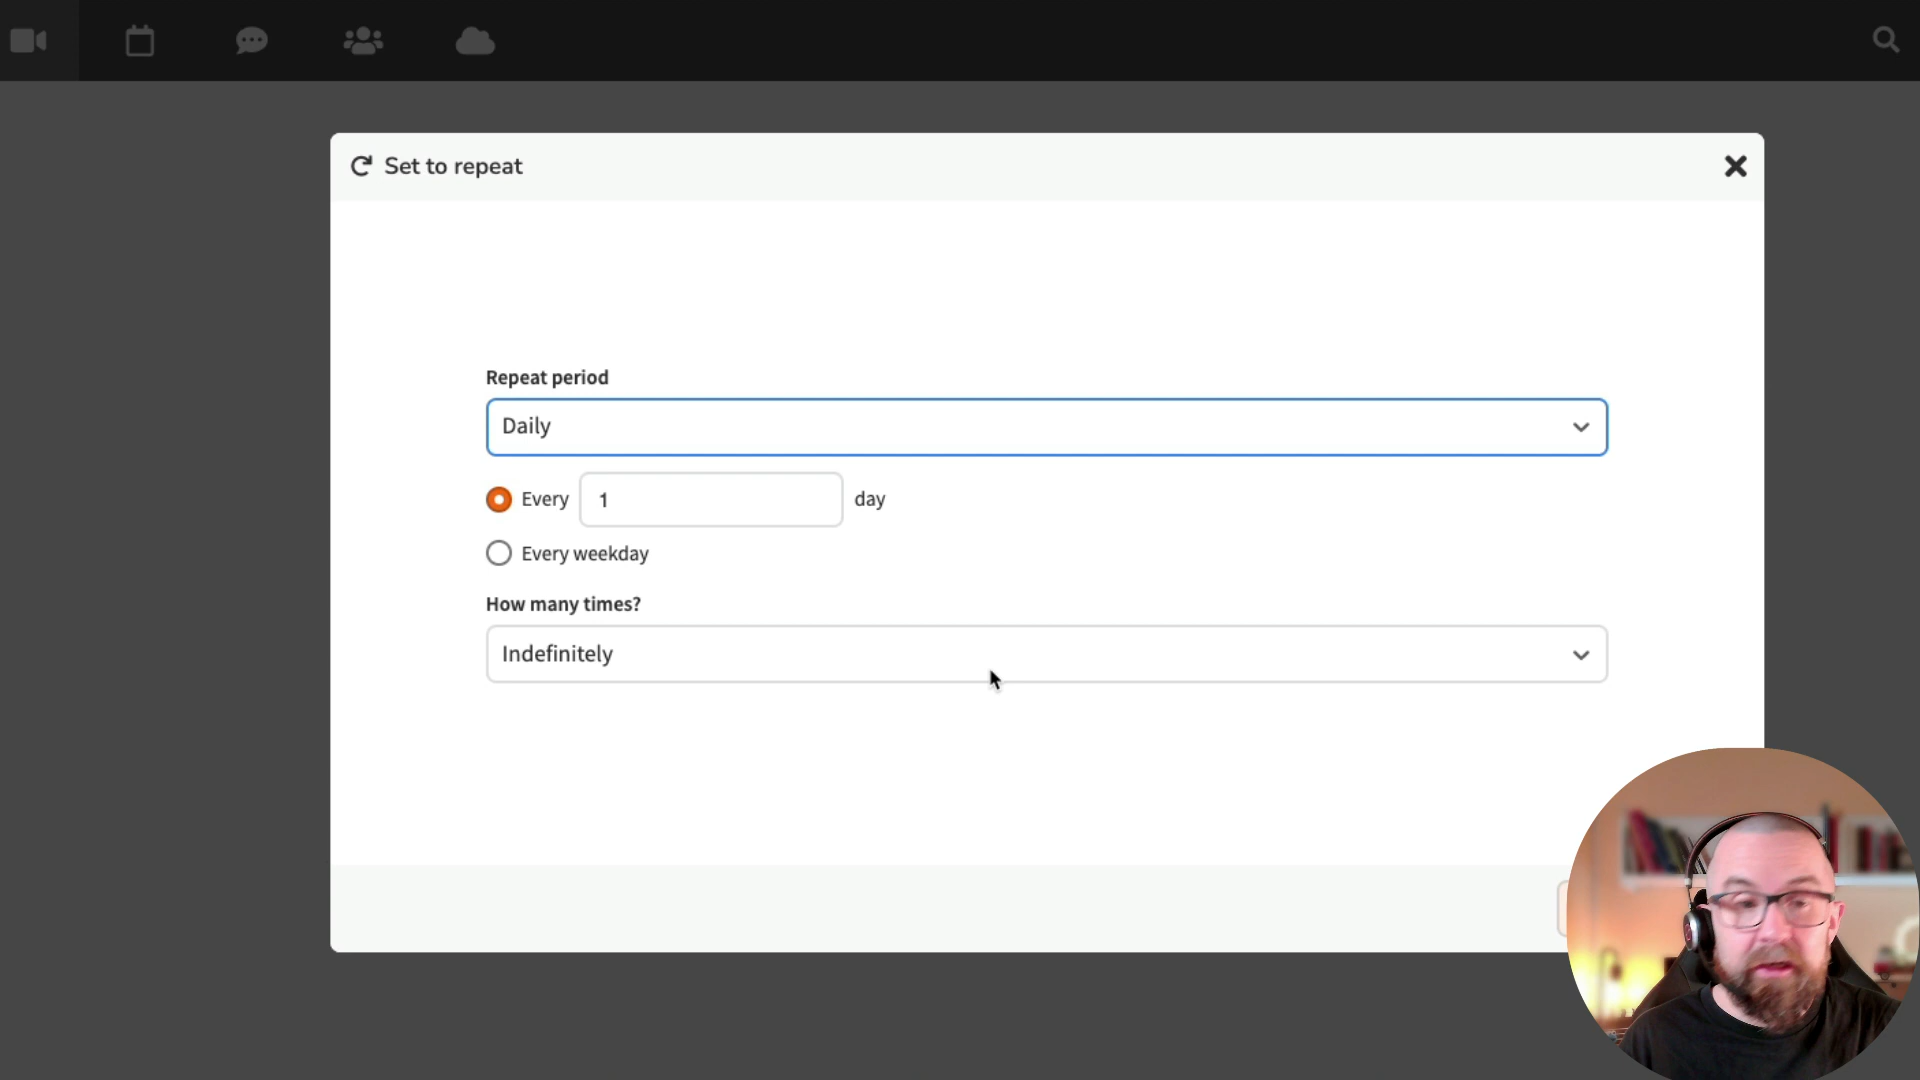 Set to repeat
Repeat period
Daily
Every 1 day
Every weekday
How many times?
Indefinitely